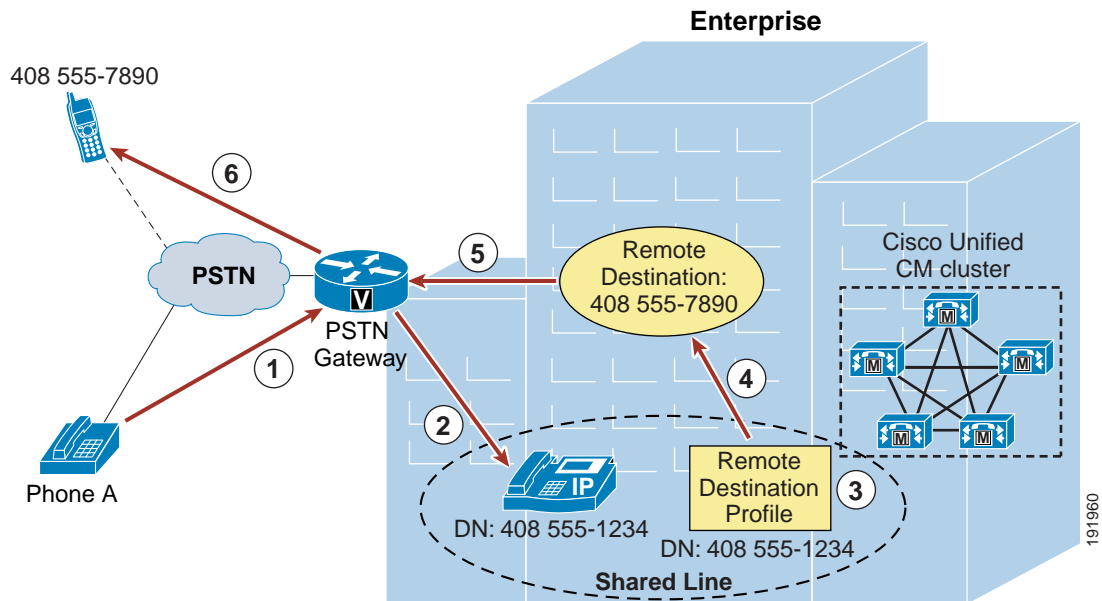 Enterprise
408 555-7890
6
PSTN
V
PSTN
Gateway
5
Remote
Destination:
408 555-7890
Cisco Unified
CM cluster
M
M
M
M
M
1
2
4
Phone A
IP
DN: 408 555-1234
Remote
Destination
Profile
3
DN: 408 555-1234
Shared Line
191960